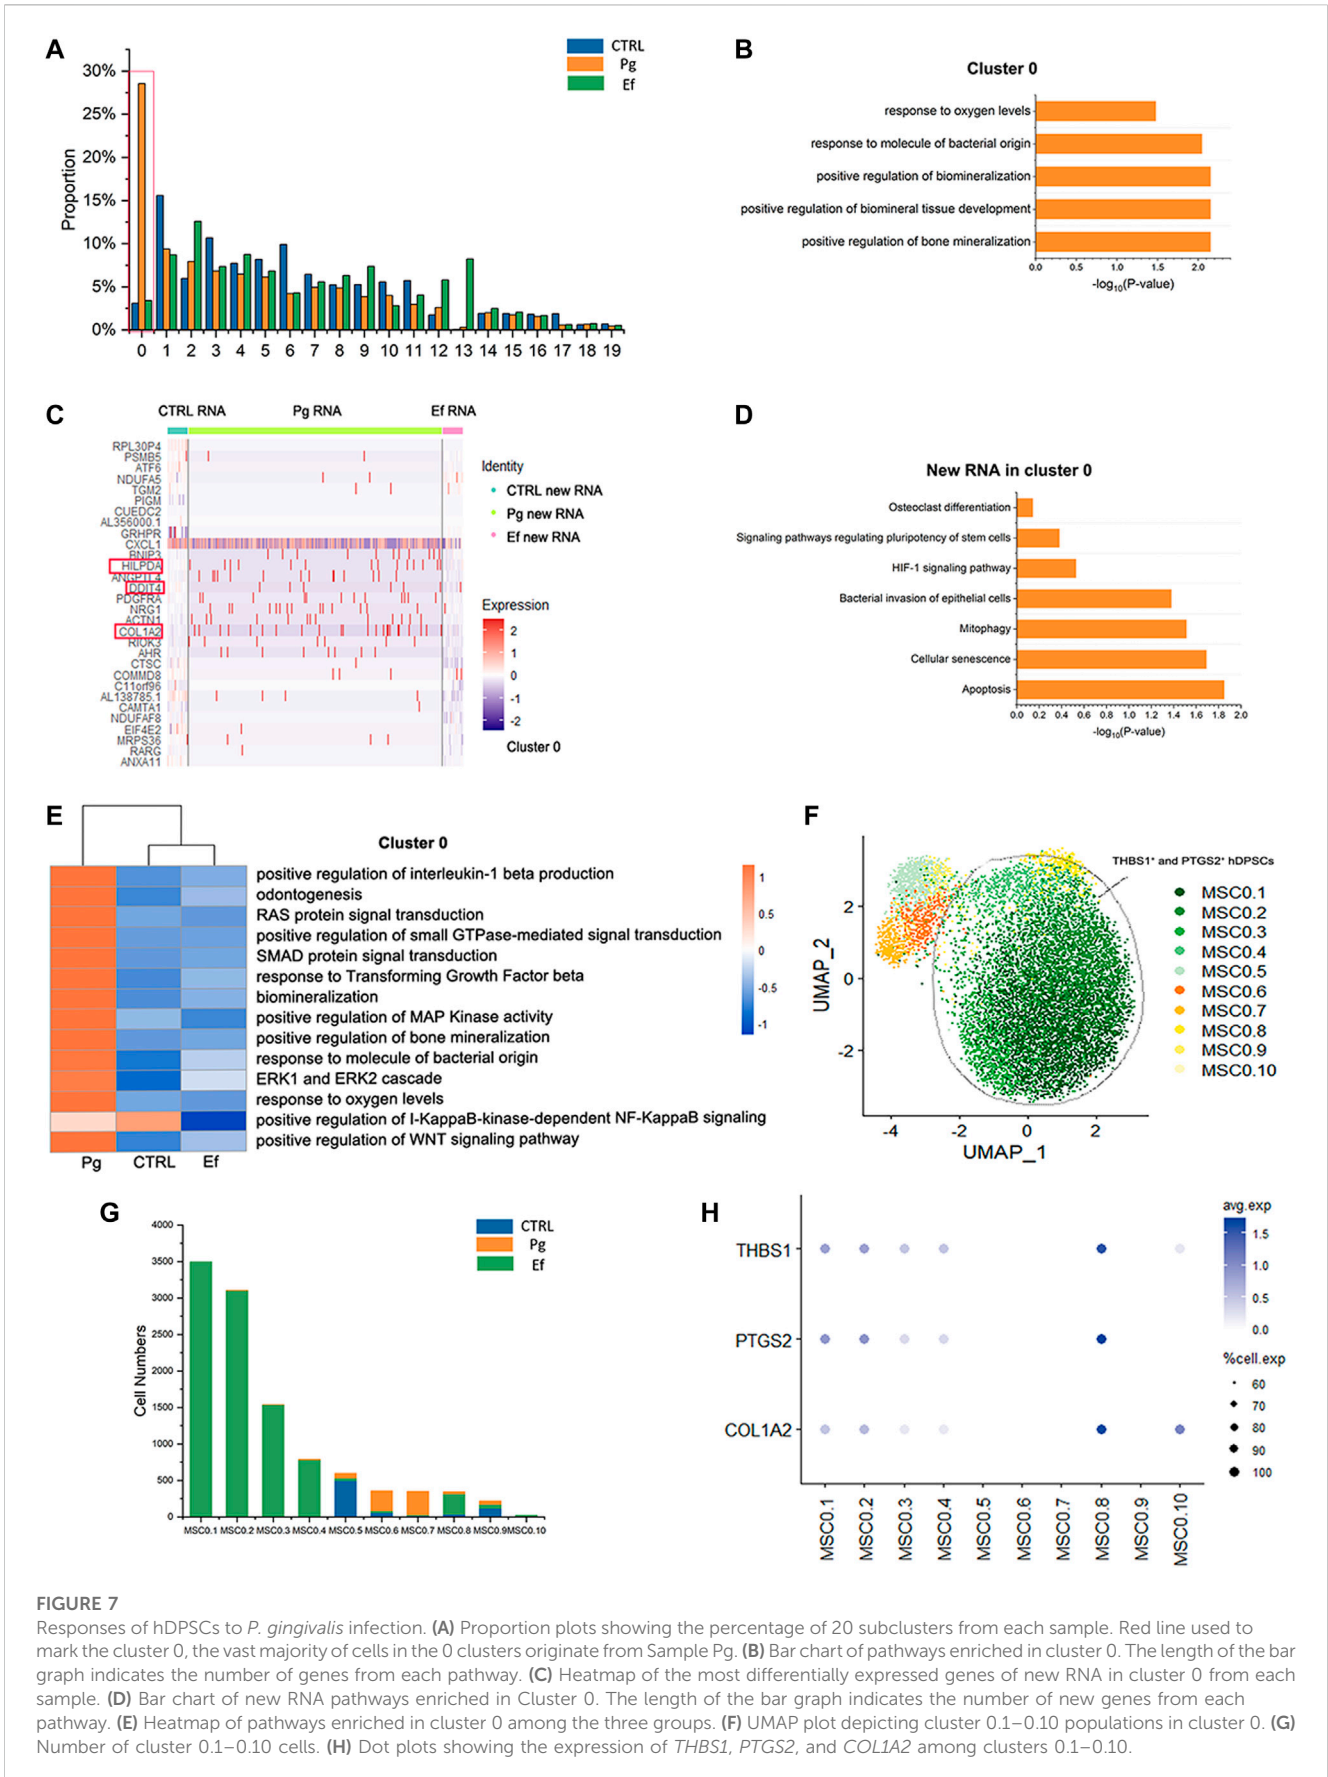 A
CTRL
Pg
Ef
30%
25%
20%
15%
10%
5%
0%
Proportion
0 1 2 3 4 5 6 7 8 9 10 11 12 13 14 15 16 17 18 19
B
Cluster 0
response to oxygen levels
response to molecule of bacterial origin
positive regulation of biomineralization
positive regulation of biomineral tissue development
positive regulation of bone mineralization
0.0 0.5 1.0 1.5 2.0
-log10(P-value)
C
CTRL RNA Pg RNA Ef RNA
RPL30P4
PSMB5
ATF6
NDUFA5
TGM2
PIGM
CUEDC2
AL356000.1
GRHPR
CXCL1
BNIP3
HILPDA
ANGPTL4
DDIT4
PDGFRA
NRG1
ACTN1
COL1A2
RIOK3
AHR
CTSC
COMMD8
C11orf96
AL138785.1
CAMTA1
NDUFAF8
EIF4E2
MRPS36
RARG
ANXA11
Identity
CTRL new RNA
Pg new RNA
Ef new RNA
Expression
2
1
0
-1
-2
Cluster 0
D
New RNA in cluster 0
Osteoclast differentiation
Signaling pathways regulating pluripotency of stem cells
HIF-1 signaling pathway
Bacterial invasion of epithelial cells
Mitophagy
Cellular senescence
Apoptosis
0.0 0.2 0.4 0.6 0.8 1.0 1.2 1.4 1.6 1.8 2.0
-log10(P-value)
E
Cluster 0
positive regulation of interleukin-1 beta production
odontogenesis
RAS protein signal transduction
positive regulation of small GTPase-mediated signal transduction
SMAD protein signal transduction
response to Transforming Growth Factor beta
biomineralization
positive regulation of MAP Kinase activity
positive regulation of bone mineralization
response to molecule of bacterial origin
ERK1 and ERK2 cascade
response to oxygen levels
positive regulation of I-KappaB-kinase-dependent NF-KappaB signaling
positive regulation of WNT signaling pathway
Pg CTRL Ef
1
0.5
0
-0.5
-1
F
THBS1+ and PTGS2+ hDPSCs
MSC0.1
MSC0.2
MSC0.3
MSC0.4
MSC0.5
MSC0.6
MSC0.7
MSC0.8
MSC0.9
MSC0.10
2
0
-2
UMAP_2
-4 -2 0 2
UMAP_1
G
CTRL
Pg
Ef
4000
3500
3000
2500
2000
1500
1000
500
0
Cell Numbers
MSC0.1 MSC0.2 MSC0.3 MSC0.4 MSC0.5 MSC0.6 MSC0.7 MSC0.8 MSC0.9 MSC0.10
H
THBS1
PTGS2
COL1A2
MSC0.1
MSC0.2
MSC0.3
MSC0.4
MSC0.5
MSC0.6
MSC0.7
MSC0.8
MSC0.9
MSC0.10
avg.exp
1.5
1.0
0.5
0.0
%cell.exp
60
70
80
90
100
FIGURE 7
Responses of hDPSCs to P. gingivalis infection. (A) Proportion plots showing the percentage of 20 subclusters from each sample. Red line used to
mark the cluster 0, the vast majority of cells in the 0 clusters originate from Sample Pg. (B) Bar chart of pathways enriched in cluster 0. The length of the bar
graph indicates the number of genes from each pathway. (C) Heatmap of the most differentially expressed genes of new RNA in cluster 0 from each
sample. (D) Bar chart of new RNA pathways enriched in Cluster 0. The length of the bar graph indicates the number of new genes from each
pathway. (E) Heatmap of pathways enriched in cluster 0 among the three groups. (F) UMAP plot depicting cluster 0.1–0.10 populations in cluster 0. (G)
Number of cluster 0.1–0.10 cells. (H) Dot plots showing the expression of THBS1, PTGS2, and COL1A2 among clusters 0.1–0.10.